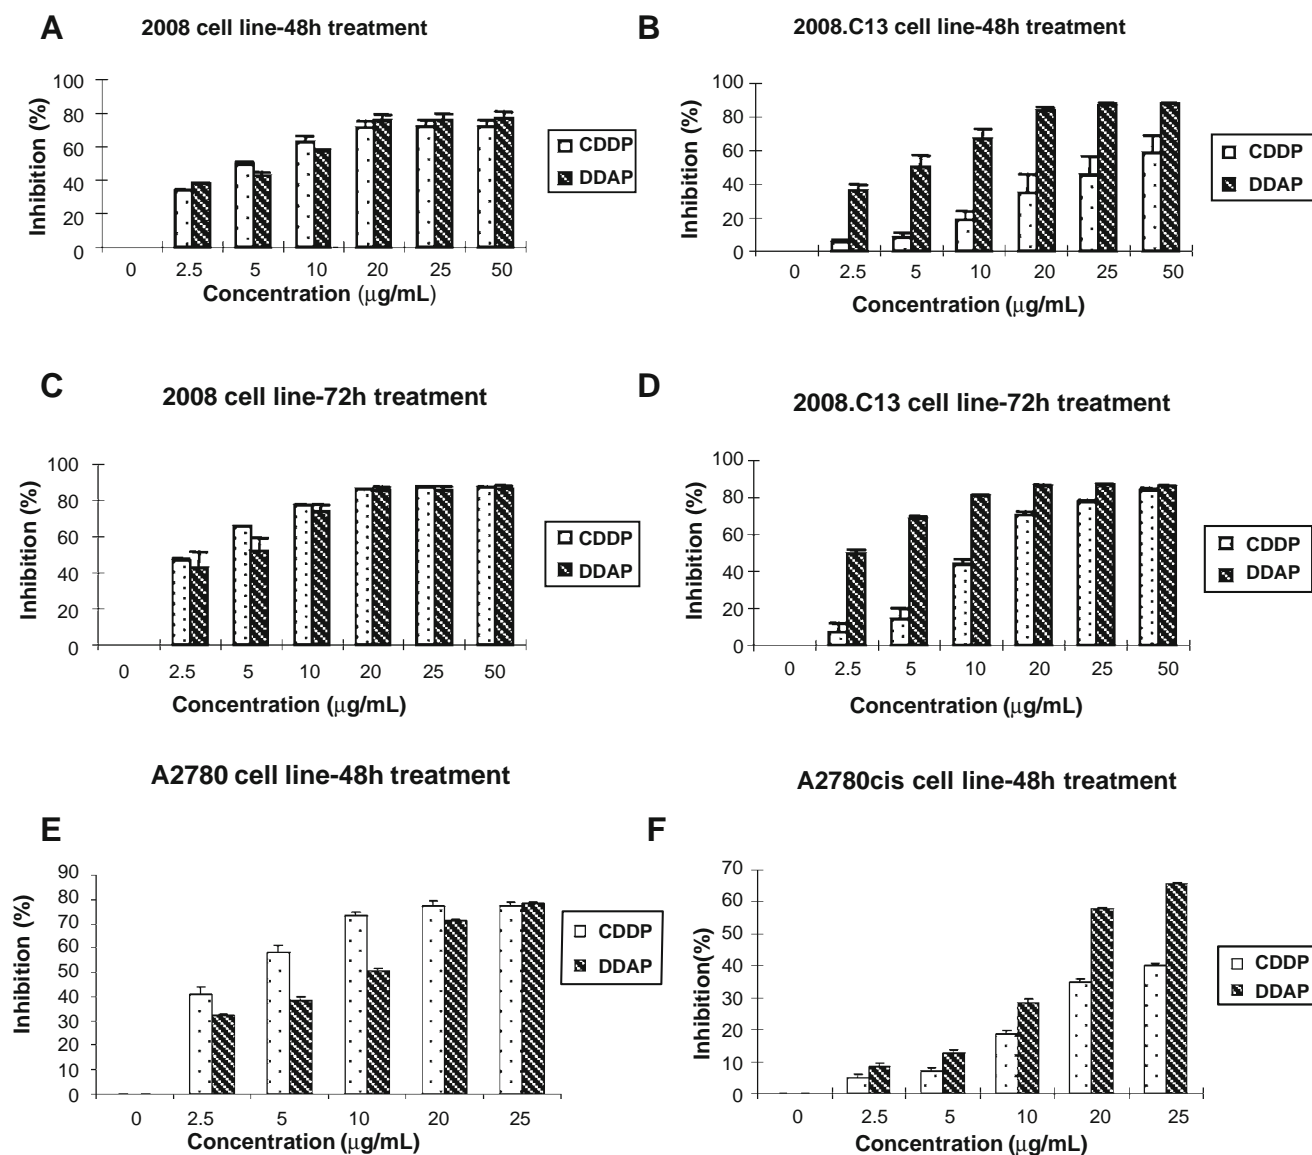 A
2008 cell line-48h treatment
Inhibition (%)
100
80
60
40
20
0
0 2.5 5 10 20 25 50
Concentration (µg/mL)
CDDP
DDAP
B
2008.C13 cell line-48h treatment
Inhibition (%)
100
80
60
40
20
0
0 2.5 5 10 20 25 50
Concentration (µg/mL)
CDDP
DDAP
C
2008 cell line-72h treatment
Inhibition (%)
100
80
60
40
20
0
0 2.5 5 10 20 25 50
Concentration (µg/mL)
CDDP
DDAP
D
2008.C13 cell line-72h treatment
Inhibition (%)
100
80
60
40
20
0
0 2.5 5 10 20 25 50
Concentration (µg/mL)
CDDP
DDAP
A2780 cell line-48h treatment
E
Inhibition (%)
90
80
70
60
50
40
30
20
10
0
0 2.5 5 10 20 25
Concentration (µg/mL)
CDDP
DDAP
A2780cis cell line-48h treatment
F
Inhibition(%)
70
60
50
40
30
20
10
0
0 2.5 5 10 20 25
Concentration (µg/mL)
CDDP
DDAP